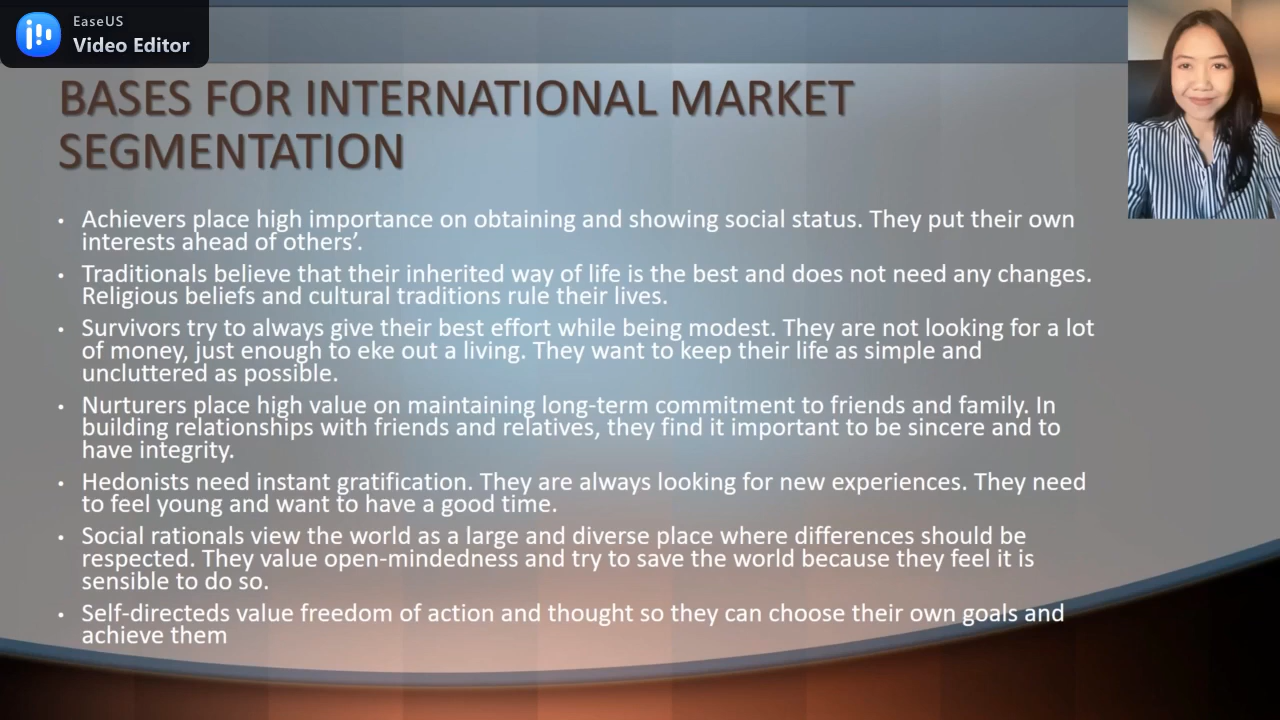 EaseUS
Video Editor
BASES FOR INTERNATIONAL MARKET
SEGMENTATION
• Achievers place high importance on obtaining and showing social status. They put their own
interests ahead of others’.
• Traditionals believe that their inherited way of life is the best and does not need any changes.
Religious beliefs and cultural traditions rule their lives.
• Survivors try to always give their best effort while being modest. They are not looking for a lot
of money, just enough to eke out a living. They want to keep their life as simple and
uncluttered as possible.
• Nurturers place high value on maintaining long-term commitment to friends and family. In
building relationships with friends and relatives, they find it important to be sincere and to
have integrity.
• Hedonists need instant gratification. They are always looking for new experiences. They need
to feel young and want to have a good time.
• Social rationals view the world as a large and diverse place where differences should be
respected. They value open-mindedness and try to save the world because they feel it is
sensible to do so.
• Self-directeds value freedom of action and thought so they can choose their own goals and
achieve them